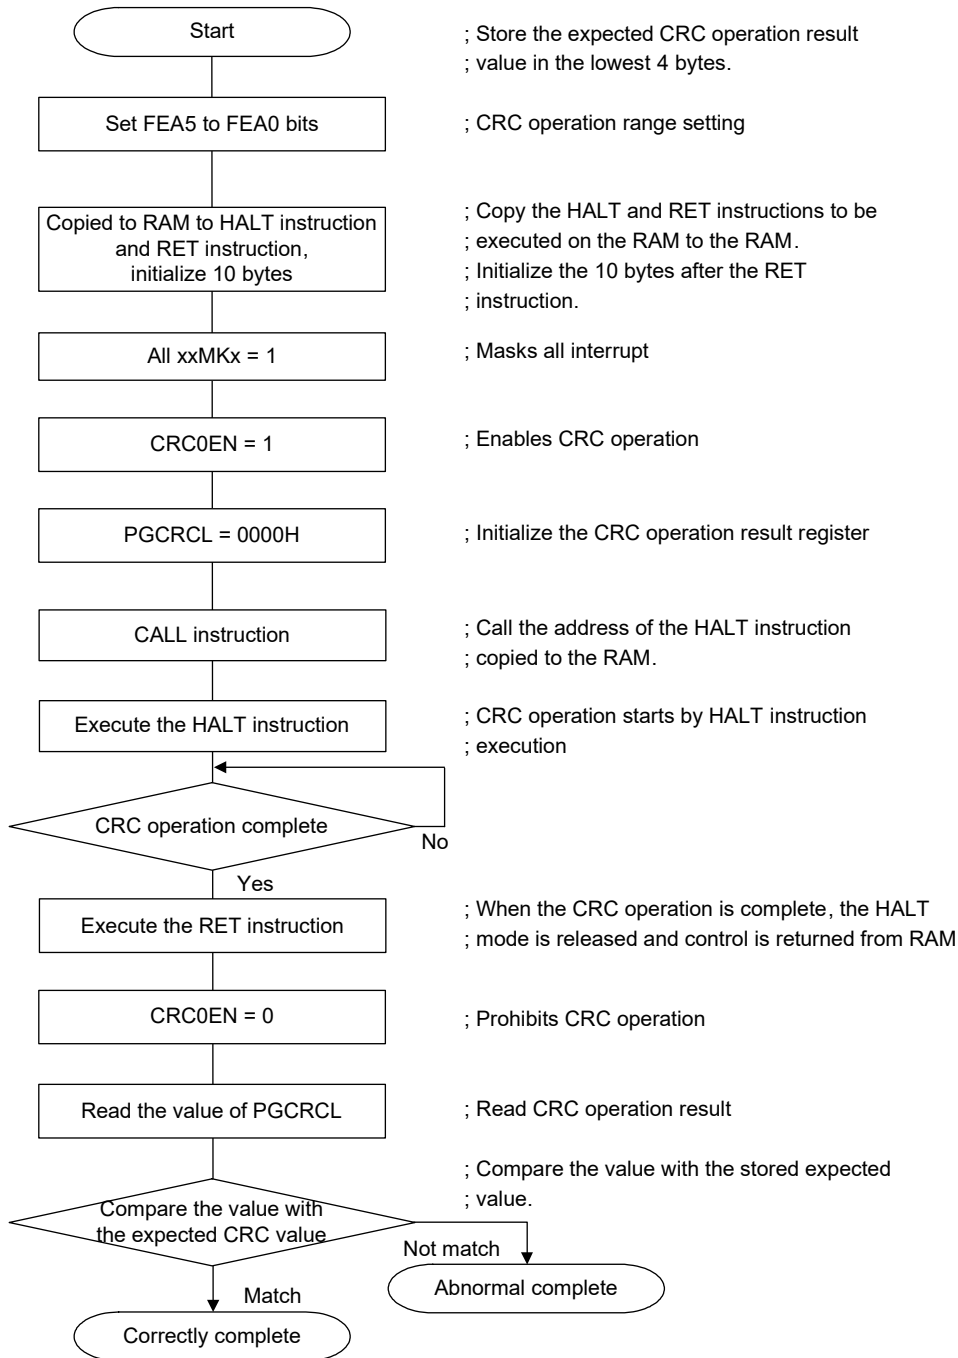 Start
; Store the expected CRC operation result
; value in the lowest 4 bytes.
Set FEA5 to FEA0 bits
; CRC operation range setting
Copied to RAM to HALT instruction
and RET instruction,
initialize 10 bytes
; Copy the HALT and RET instructions to be
; executed on the RAM to the RAM.
; Initialize the 10 bytes after the RET
; instruction.
All xxMKx = 1
; Masks all interrupt
CRC0EN = 1
; Enables CRC operation
PGCRCL = 0000H
; Initialize the CRC operation result register
CALL instruction
; Call the address of the HALT instruction
; copied to the RAM.
Execute the HALT instruction
; CRC operation starts by HALT instruction
; execution
CRC operation complete
No
Yes
Execute the RET instruction
; When the CRC operation is complete, the HALT
; mode is released and control is returned from RAM
CRC0EN = 0
; Prohibits CRC operation
Read the value of PGCRCL
; Read CRC operation result
; Compare the value with the stored expected
; value.
Compare the value with
the expected CRC value
Not match
Abnormal complete
Match
Correctly complete